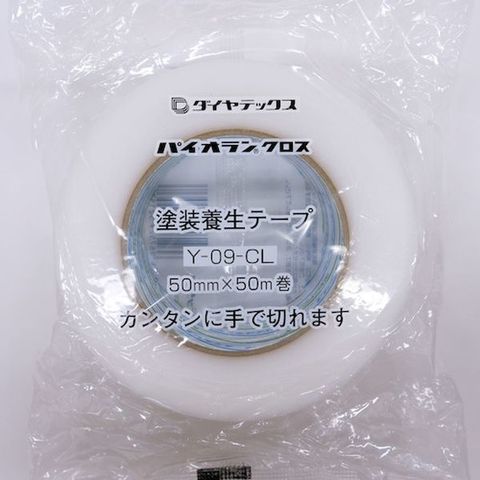 ダイヤテックス
パイオラン®クロス
塗装養生テープ
Y-09-CL
50mm×50m巻
カンタンに手で切れます